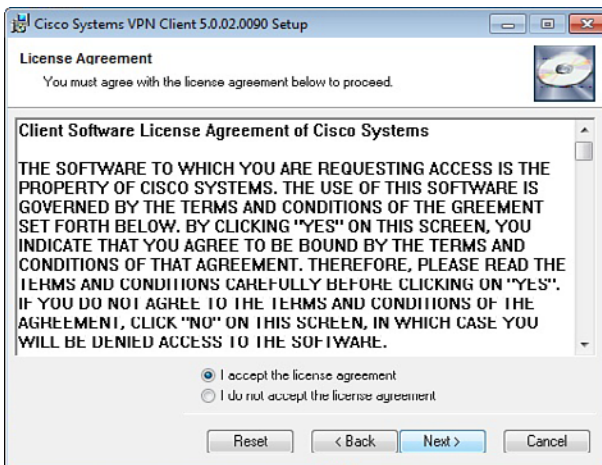 Cisco Systems VPN Client 5.0.02.0090 Setup
License Agreement
You must agree with the license agreement below to proceed.
Client Software License Agreement of Cisco Systems
THE SOFTWARE TO WHICH YOU ARE REQUESTING ACCESS IS THE
PROPERTY OF CISCO SYSTEMS. THE USE OF THIS SOFTWARE IS
GOVERNED BY THE TERMS AND CONDITIONS OF THE GREEMENT
SET FORTH BELOW. BY CLICKING "YES" ON THIS SCREEN, YOU
INDICATE THAT YOU AGREE TO BE BOUND BY THE TERMS AND
CONDITIONS OF THAT AGREEMENT. THEREFORE, PLEASE READ THE
TERMS AND CONDITIONS CAREFULLY BEFORE CLICKING ON "YES".
IF YOU DO NOT AGREE TO THE TERMS AND CONDITIONS OF THE
AGREEMENT, CLICK "NO" ON THIS SCREEN, IN WHICH CASE YOU
WILL BE DENIED ACCESS TO THE SOFTWARE.
I accept the license agreement
I do not accept the license agreement
Reset
< Back
Next >
Cancel